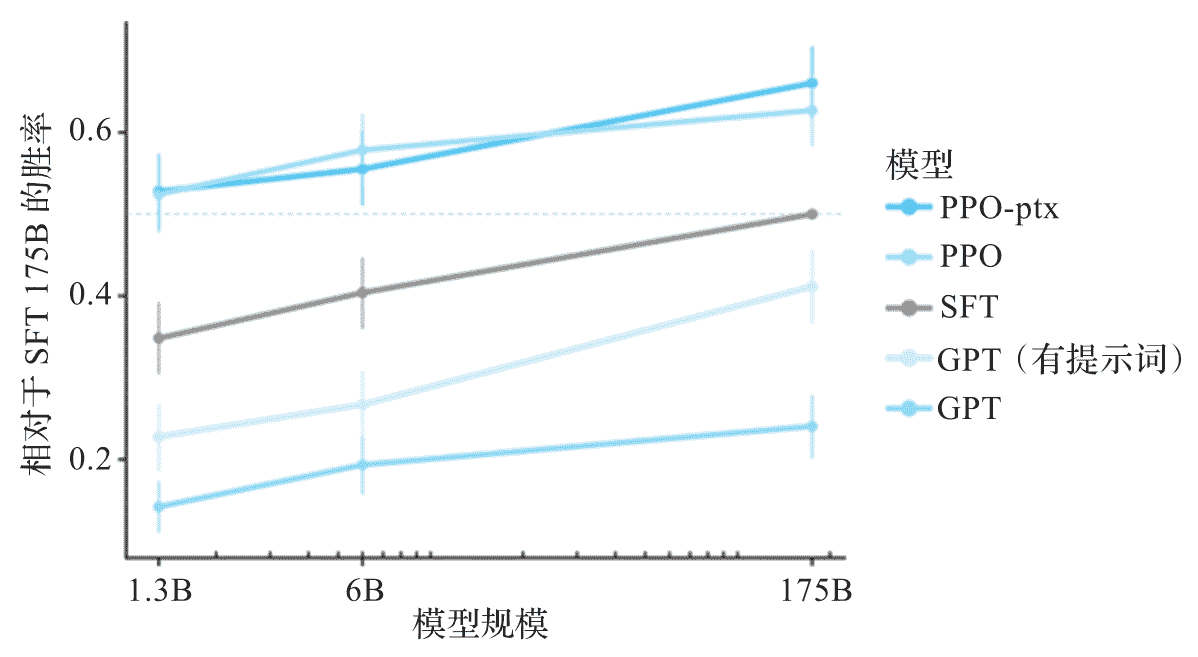 相对于 SFT 175B 的胜率
0.6
0.4
0.2
1.3B
6B
175B
模型规模
模型
PPO-ptx
PPO
SFT
GPT（有提示词）
GPT